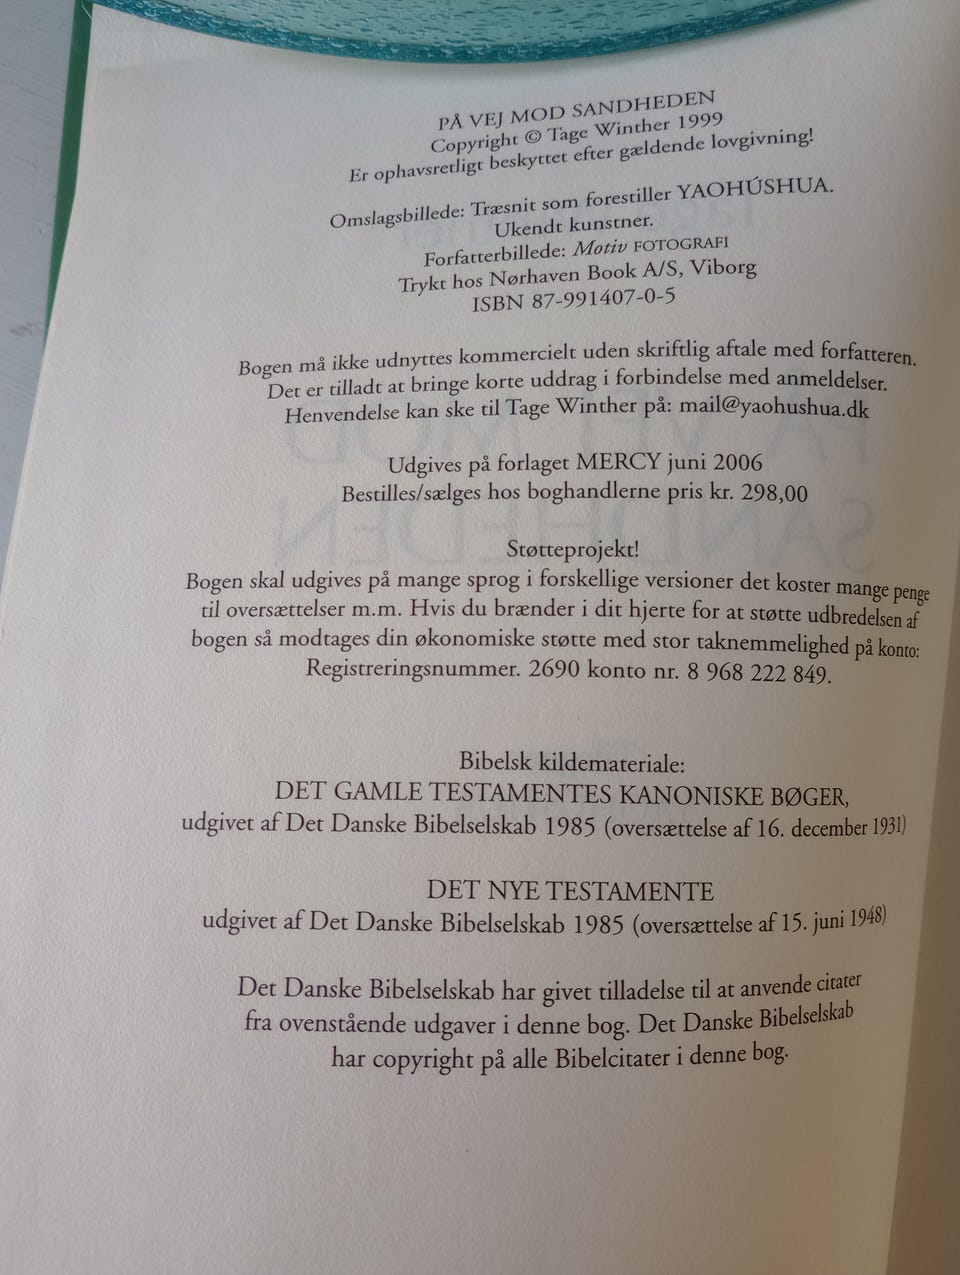 PÅ VEJ MOD SANDHEDEN
Copyright © Tage Winther 1999
Er ophavsretligt beskyttet efter gældende lovgivning!
Omslagsbillede: Træsnit som forestiller YAOHÚSHUA.
Ukendt kunstner.
Forfatterbillede: Motiv FOTOGRAFI
Trykt hos Nørhaven Book A/S, Viborg
ISBN 87-991407-0-5
Bogen må ikke udnyttes kommercielt uden skriftlig aftale med forfatteren.
Det er tilladt at bringe korte uddrag i forbindelse med anmeldelser.
Henvendelse kan ske til Tage Winther på: mail@yaohushua.dk
Udgives på forlaget MERCY juni 2006
Bestilles/sælges hos boghandlerne pris kr. 298,00
Støtteprojekt!
Bogen skal udgives på mange sprog i forskellige versioner det koster mange penge
til oversættelser m.m. Hvis du brænder i dit hjerte for at støtte udbredelsen af
bogen så modtages din økonomiske støtte med stor taknemmelighed på konto:
Registreringsnummer. 2690 konto nr. 8 968 222 849.
Bibelsk kildemateriale:
DET GAMLE TESTAMENTES KANONISKE BØGER,
udgivet af Det Danske Bibelselskab 1985 (oversættelse af 16. december 1931)
DET NYE TESTAMENTE
udgivet af Det Danske Bibelselskab 1985 (oversættelse af 15. juni 1948)
Det Danske Bibelselskab har givet tilladelse til at anvende citater
fra ovenstående udgaver i denne bog. Det Danske Bibelselskab
har copyright på alle Bibelcitater i denne bog.